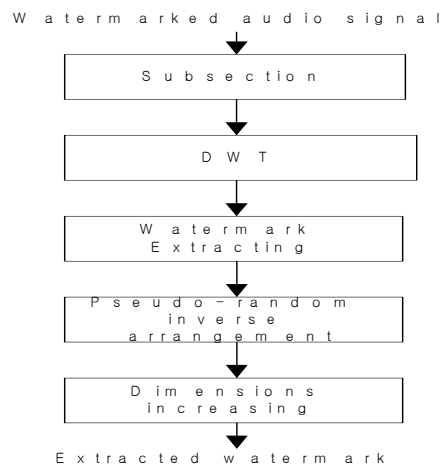 Watermarked audio signal
Subsection
DWT
Watermark
Extracting
Pseudo-random
inverse
arrangement
Dimensions
increasing
Extracted watermark